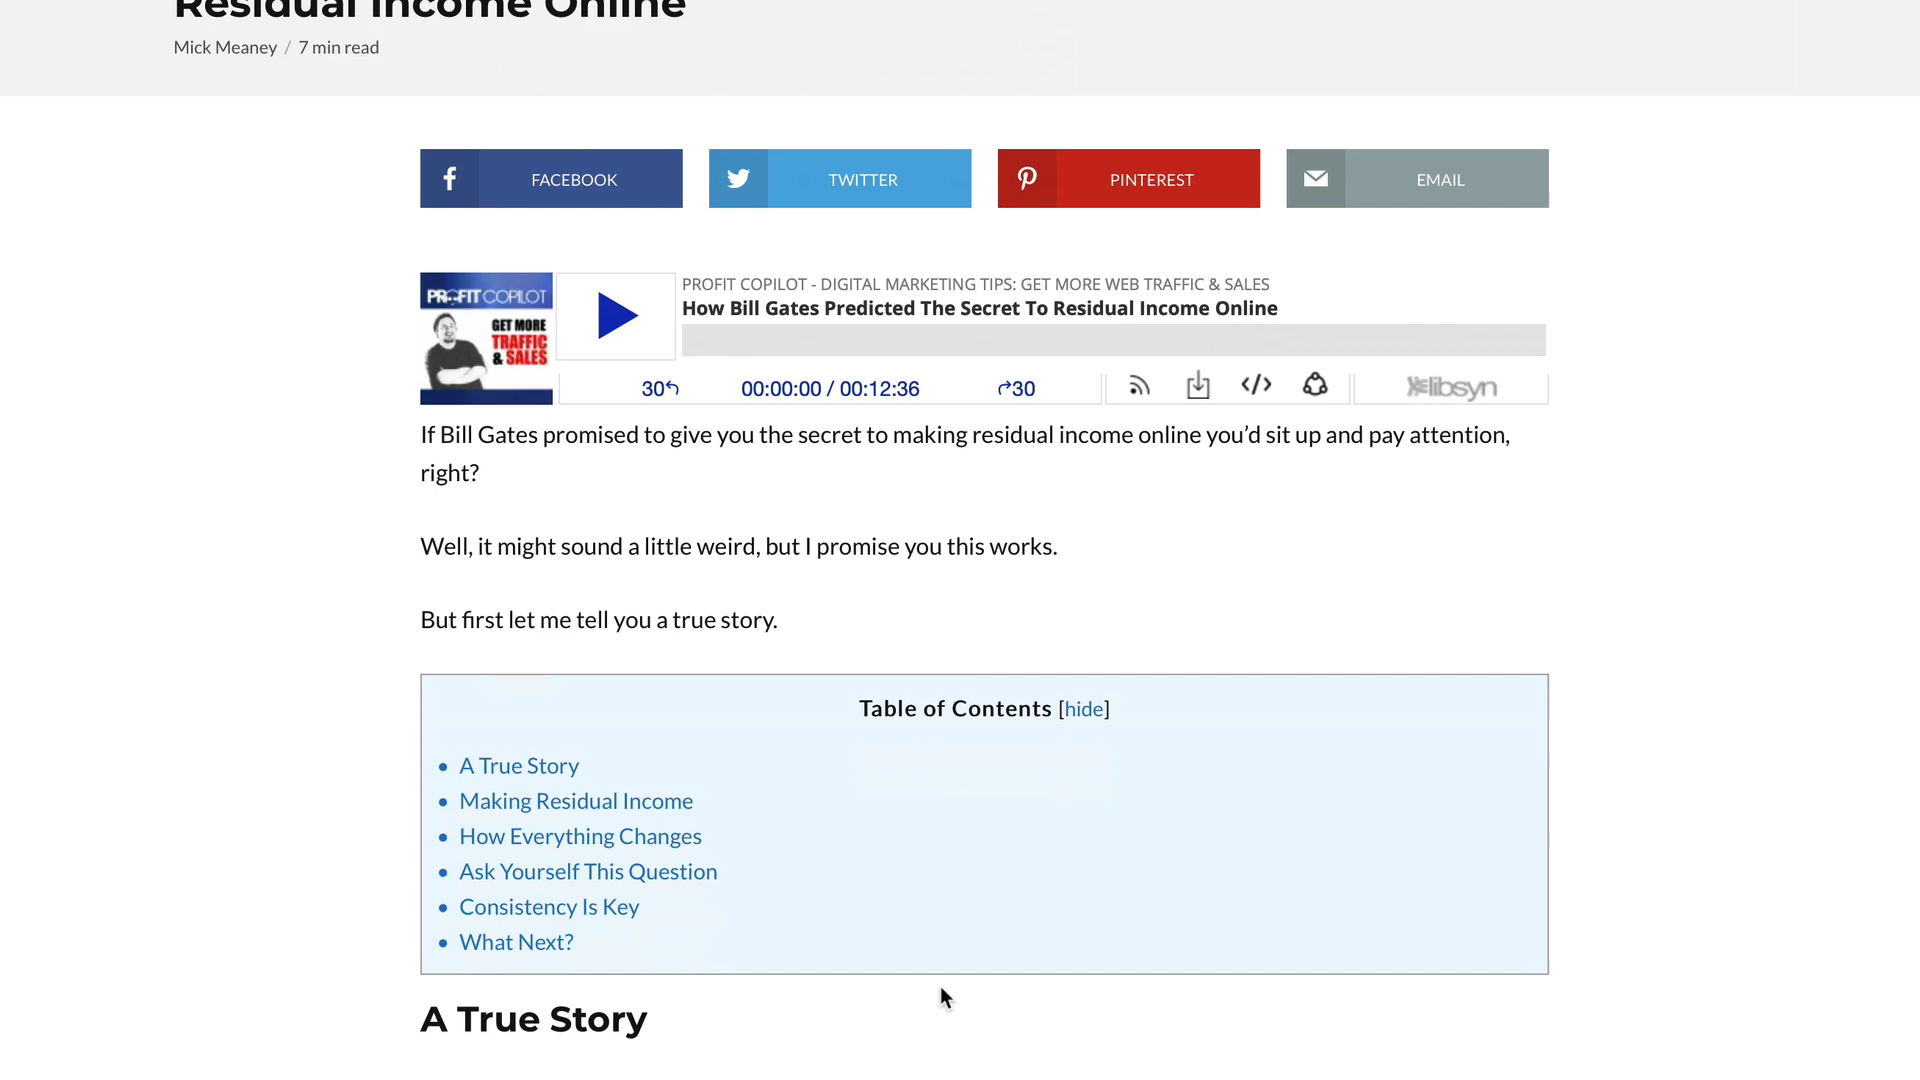 Residual Income Online
Mick Meaney / 7 min read
FACEBOOK
TWITTER
PINTEREST
EMAIL
PROFIT COPILOT
GET MORE
TRAFFIC
& SALES
PROFIT COPILOT - DIGITAL MARKETING TIPS: GET MORE WEB TRAFFIC & SALES
How Bill Gates Predicted The Secret To Residual Income Online
30
00:00:00 / 00:12:36
30
libsyn
If Bill Gates promised to give you the secret to making residual income online you’d sit up and pay attention,
right?
Well, it might sound a little weird, but I promise you this works.
But first let me tell you a true story.
Table of Contents [hide]
• A True Story
• Making Residual Income
• How Everything Changes
• Ask Yourself This Question
• Consistency Is Key
• What Next?
A True Story